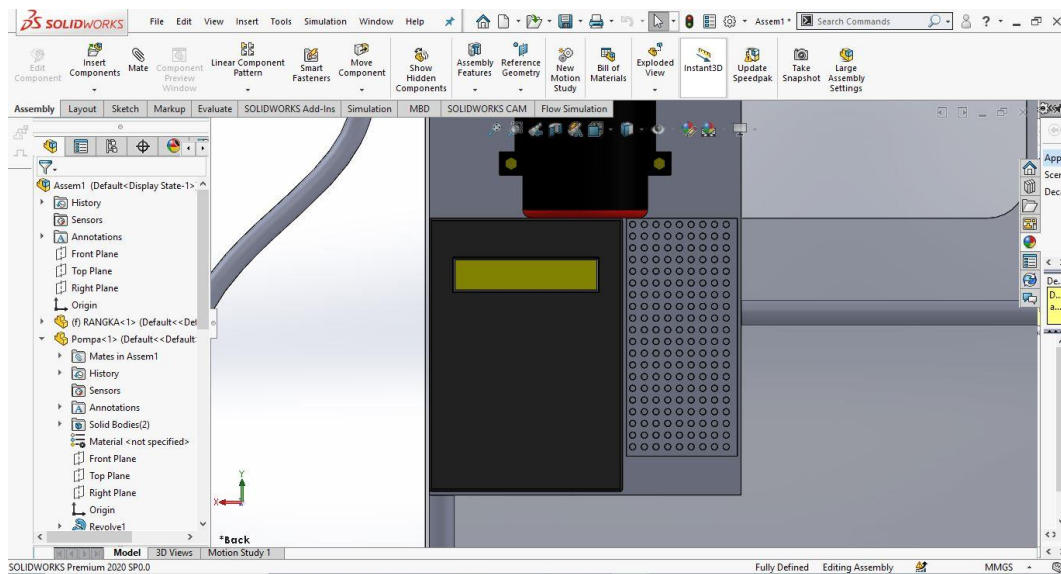 SOLIDWORKS File Edit View Insert Tools Simulation Window Help Assem1 * Search Commands ?
Edit Component
Insert Components
Mate
Component Preview Window
Linear Component Pattern
Smart Fasteners
Move Component
Show Hidden Components
Assembly Features
Reference Geometry
New Motion Study
Bill of Materials
Exploded View
Instant3D
Update Speedpak
Take Snapshot
Large Assembly Settings
Assembly Layout Sketch Markup Evaluate SOLIDWORKS Add-Ins Simulation MBD SOLIDWORKS CAM Flow Simulation
Assem1 (Default<Display State-1>
History
Sensors
Annotations
Front Plane
Top Plane
Right Plane
Origin
(f) RANGKA<1> (Default<<Def
Pompa<1> (Default<<Default
Mates in Assem1
History
Sensors
Annotations
Solid Bodies(2)
Material <not specified>
Front Plane
Top Plane
Right Plane
Origin
Revolve1
Y
X
*Back
App
Scen
Dec
De...
D...
a...
Model 3D Views Motion Study 1
SOLIDWORKS Premium 2020 SP0.0 Fully Defined Editing Assembly MMGS